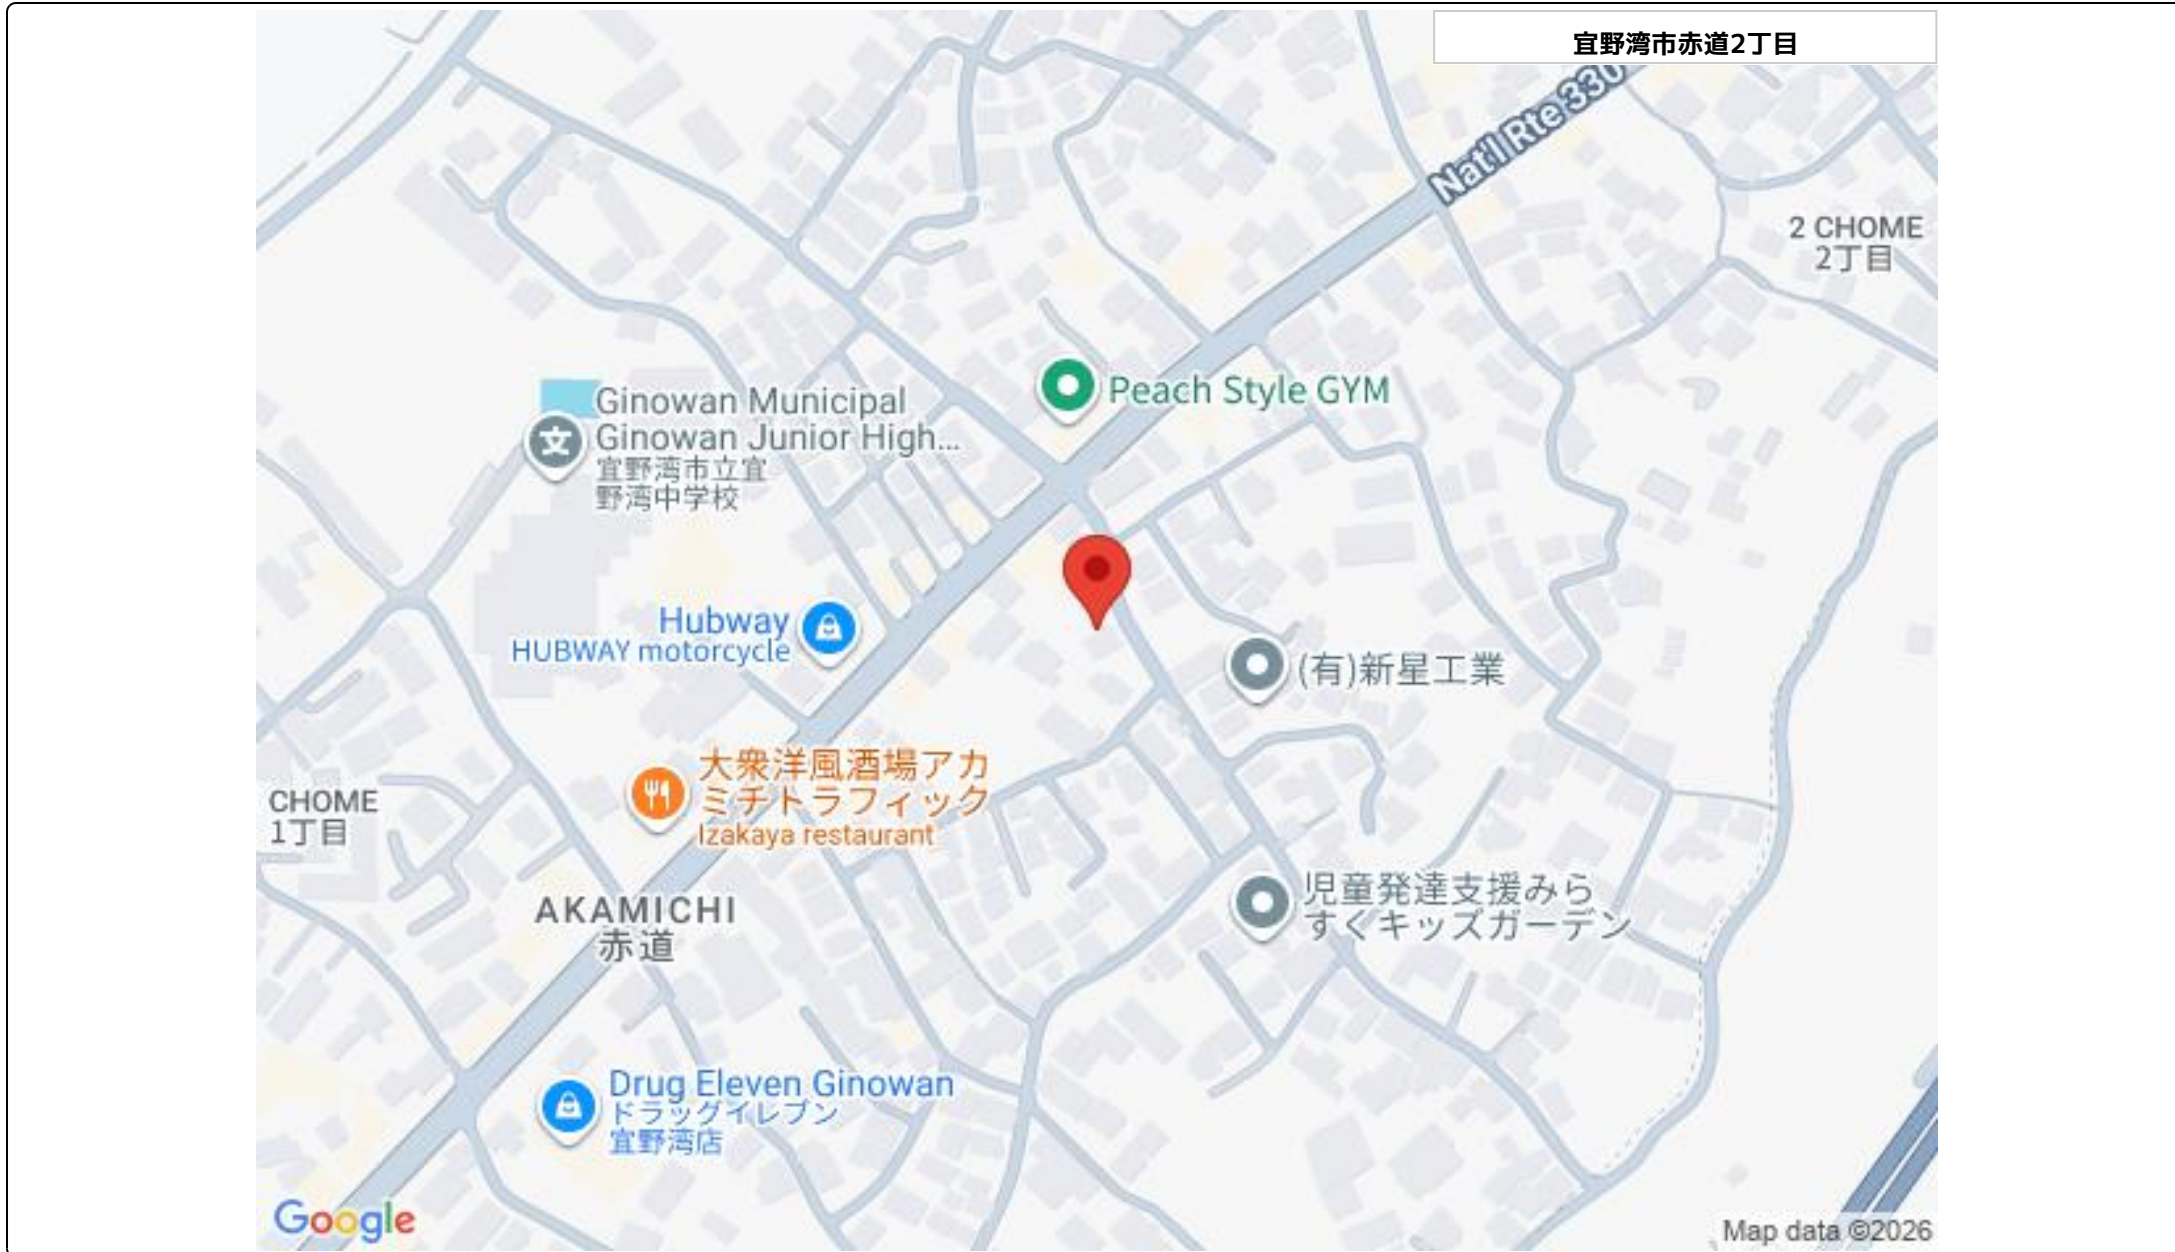 宜野湾市赤道2丁目
Nat'l Rte 330
2 CHOME
2丁目
Peach Style GYM
Ginowan Municipal
Ginowan Junior High...
宜野湾市立宜
野湾中学校
文
Hubway
HUBWAY motorcycle
(有)新星工業
大衆洋風酒場アカ
ミチトラフィック
Izakaya restaurant
CHOME
1丁目
児童発達支援みら
すくキッズガーデン
AKAMICHI
赤道
Drug Eleven Ginowan
ドラッグイレブン
宜野湾店
Google
Map data ©2026